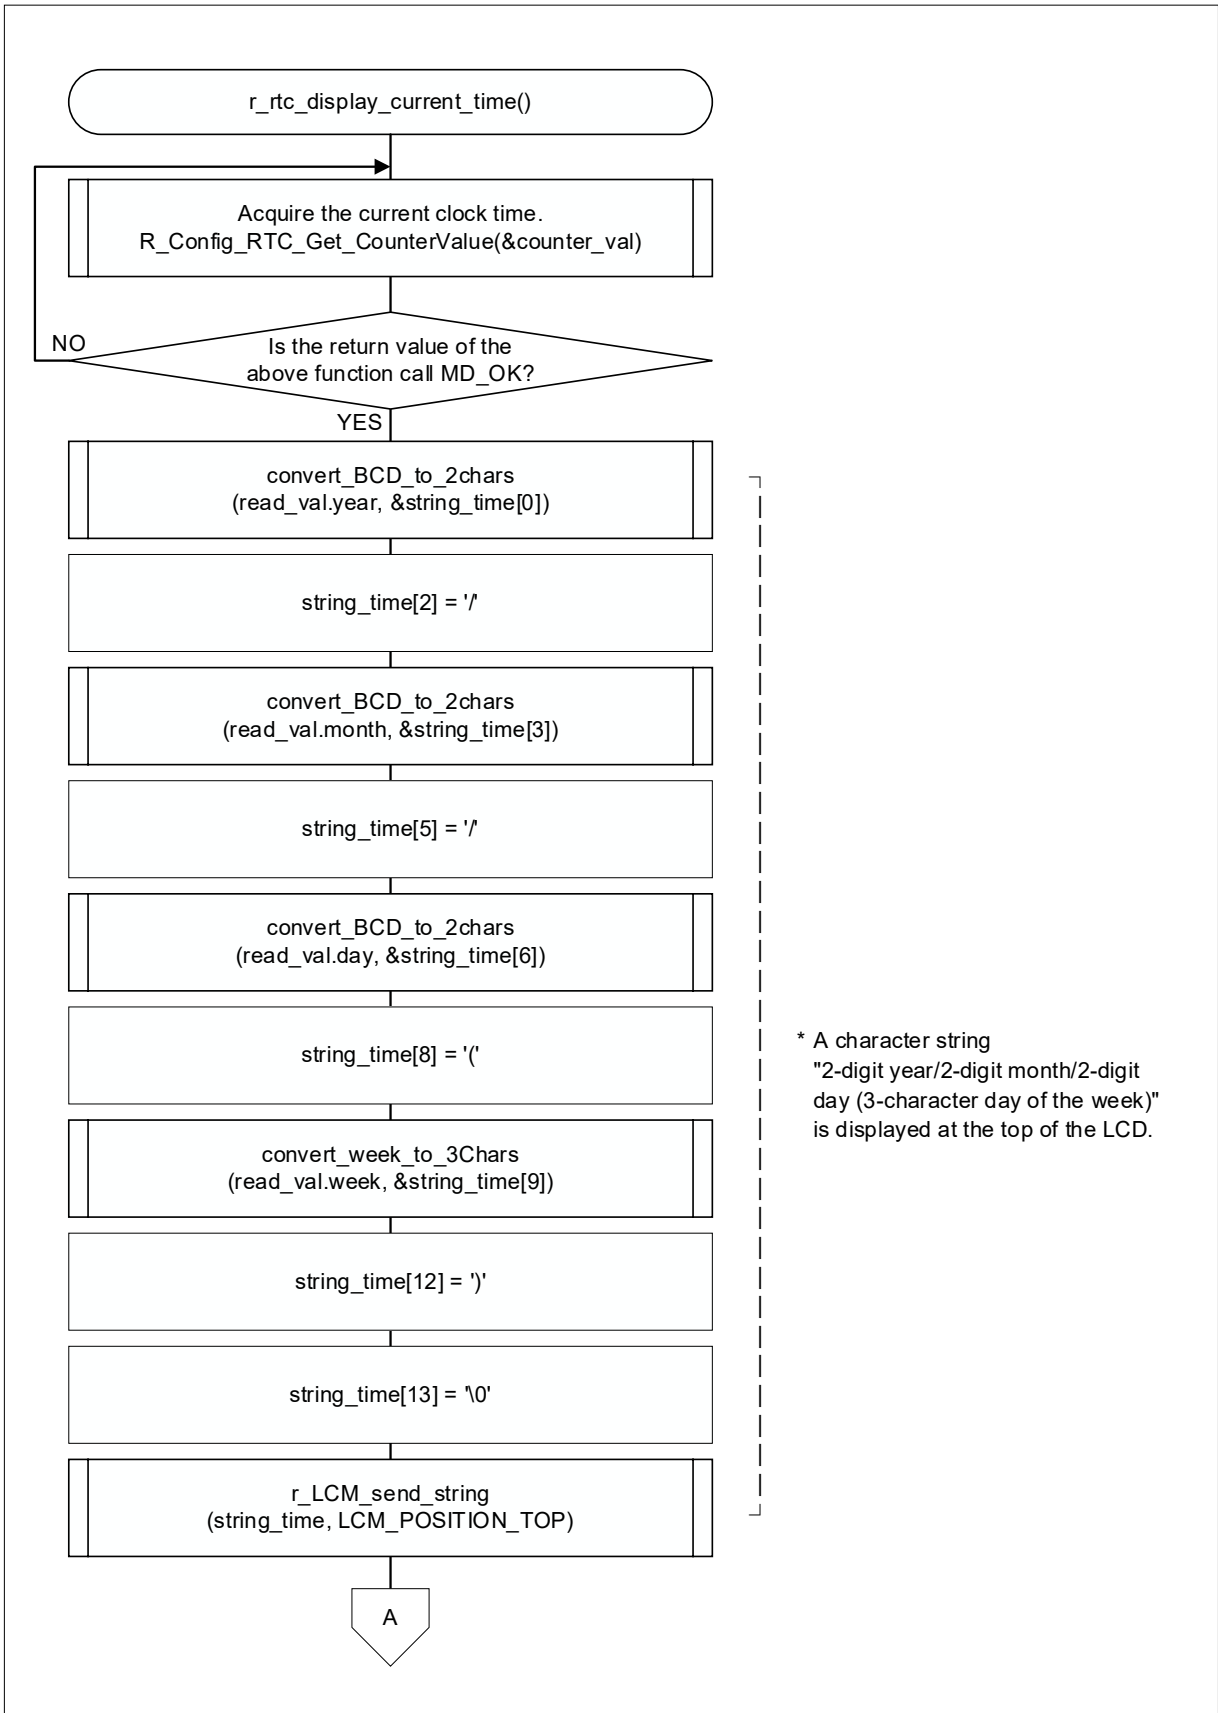 r_rtc_display_current_time()
Acquire the current clock time.
R_Config_RTC_Get_CounterValue(&counter_val)
NO
Is the return value of the
above function call MD_OK?
YES
convert_BCD_to_2chars
(read_val.year, &string_time[0])
string_time[2] = '/'
convert_BCD_to_2chars
(read_val.month, &string_time[3])
string_time[5] = '/'
convert_BCD_to_2chars
(read_val.day, &string_time[6])
string_time[8] = '('
convert_week_to_3Chars
(read_val.week, &string_time[9])
string_time[12] = ')'
string_time[13] = '\0'
r_LCM_send_string
(string_time, LCM_POSITION_TOP)
A
* A character string
"2-digit year/2-digit month/2-digit
day (3-character day of the week)"
is displayed at the top of the LCD.